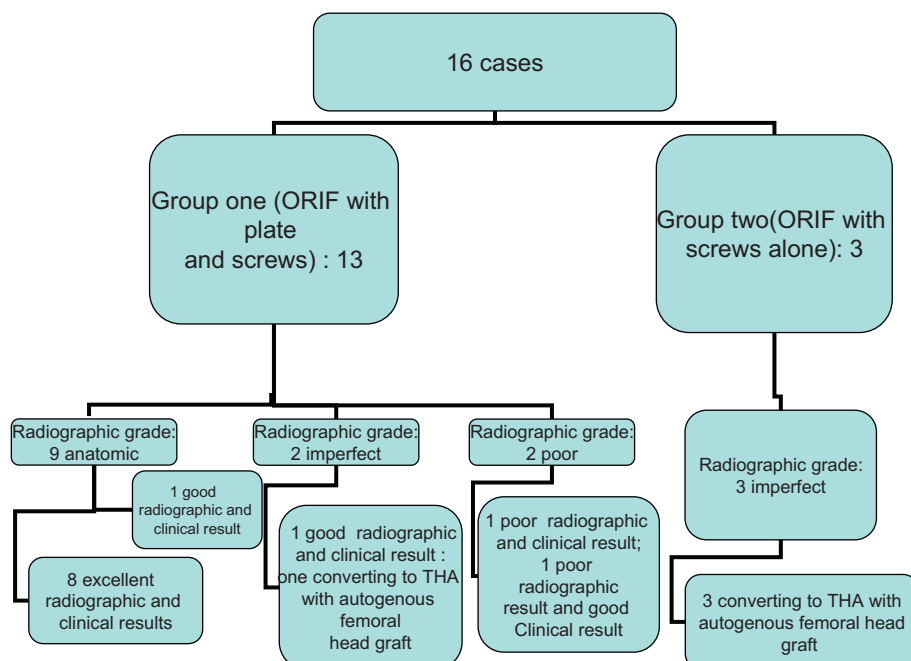 16 cases
Group one (ORIF with
plate
and screws) : 13
Group two(ORIF with
screws alone): 3
Radiographic grade:
9 anatomic
Radiographic grade:
2 imperfect
Radiographic grade:
2 poor
Radiographic grade:
3 imperfect
1 good
radiographic and
clinical result
8 excellent
radiographic and
clinical results
1 good radiographic
and clinical result :
one converting to THA
with autogenous
femoral
head graft
1 poor radiographic
and clinical result;
1 poor
radiographic
result and good
Clinical result
3 converting to THA with
autogenous femoral head
graft